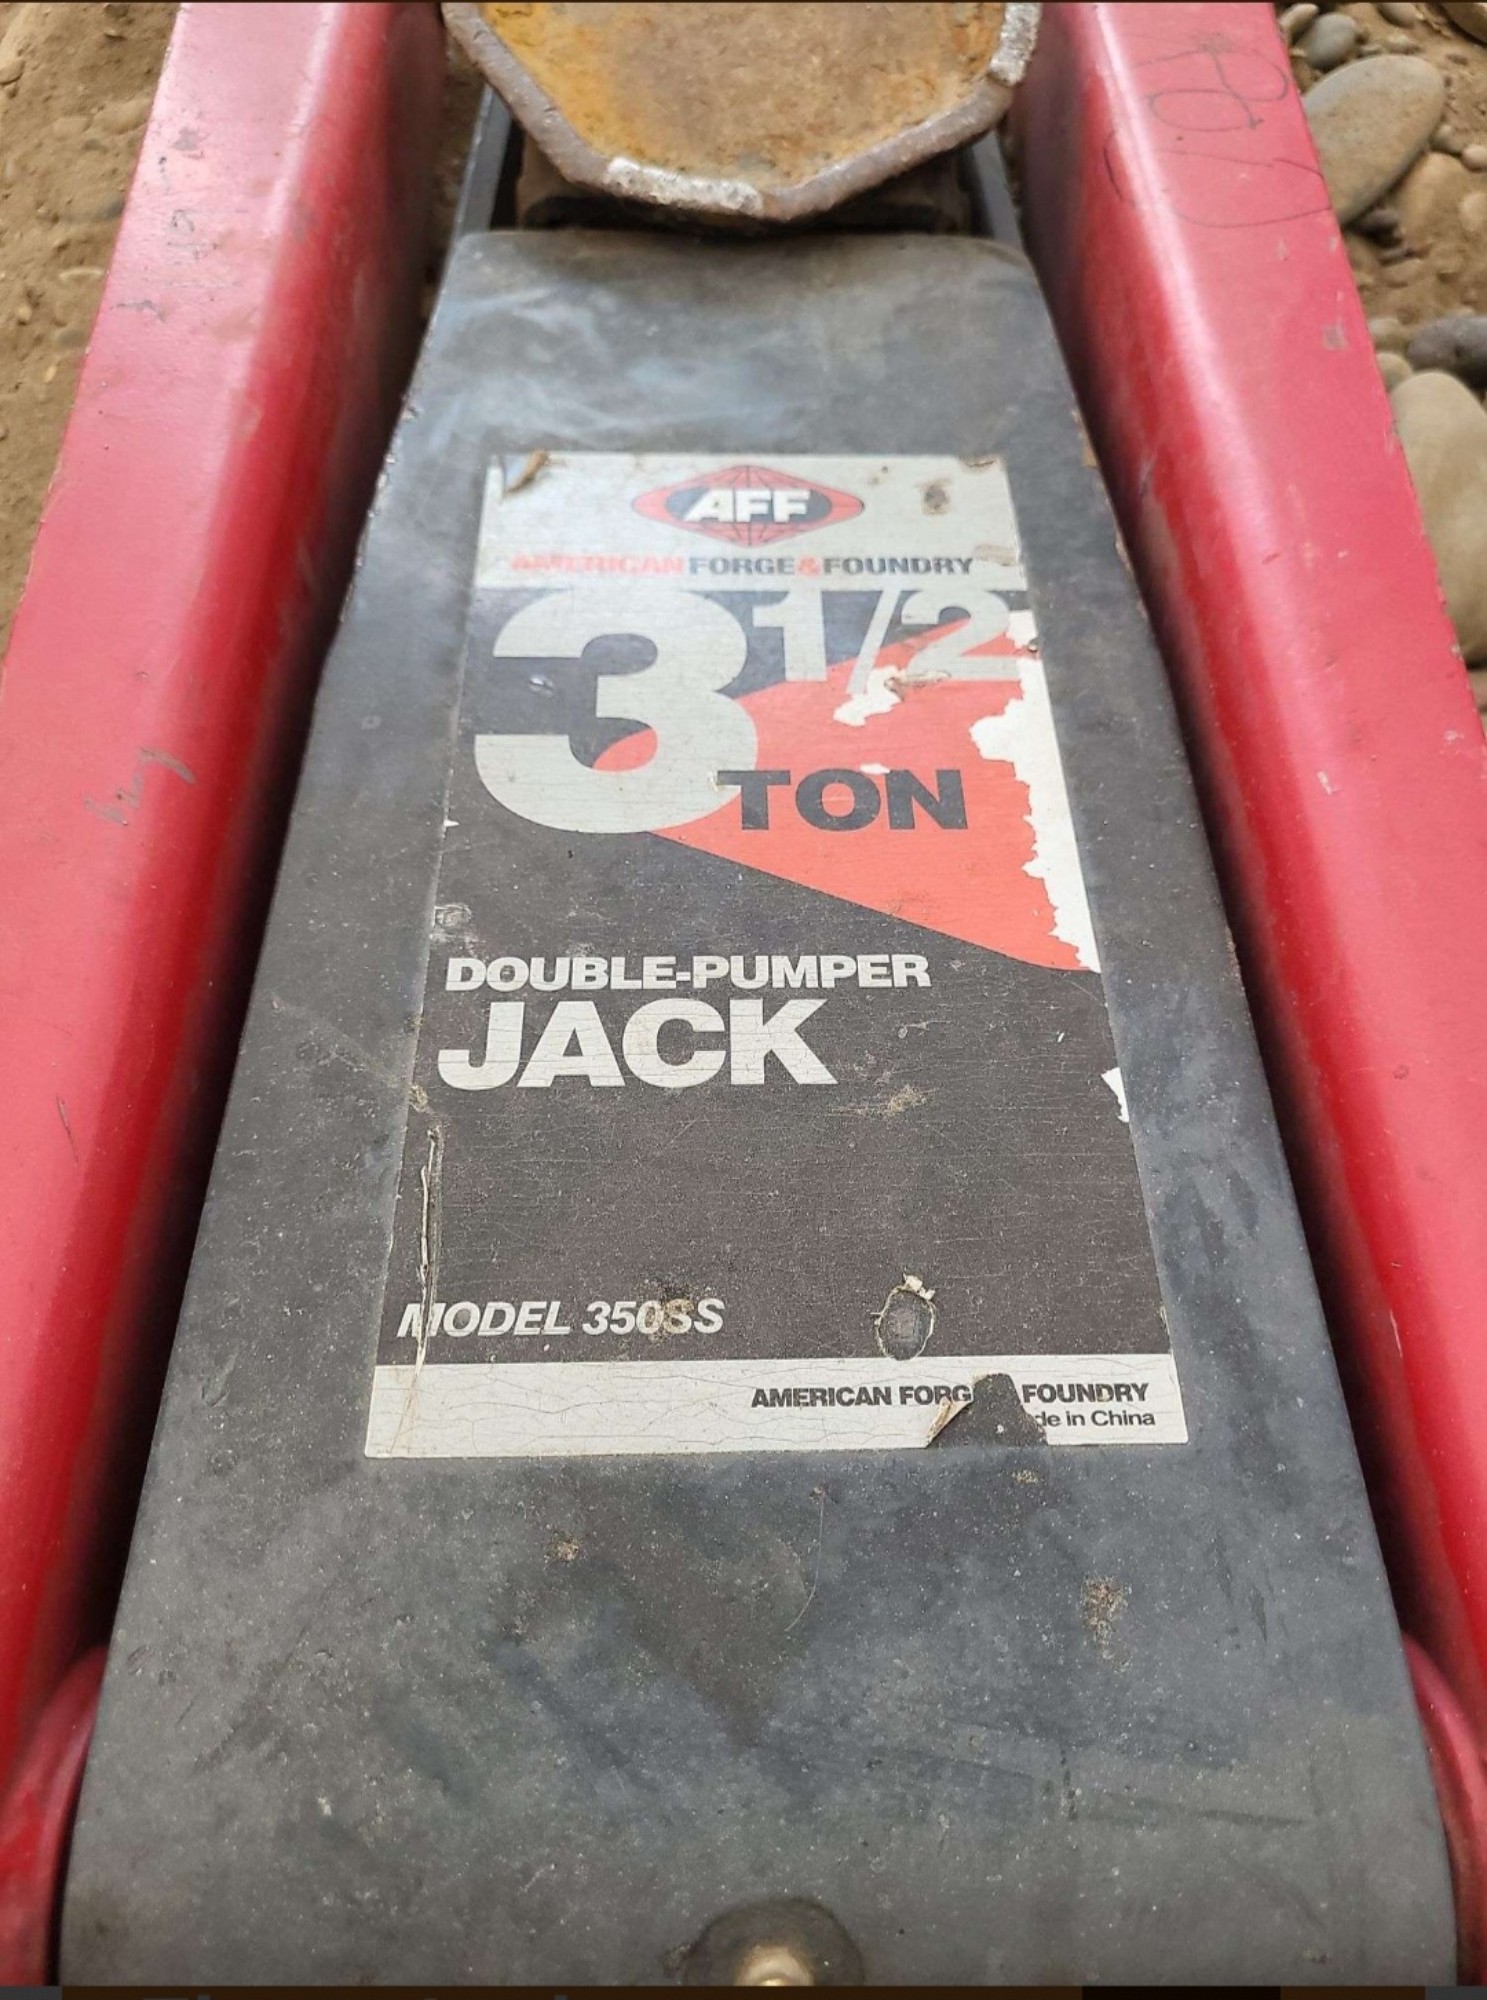 AFF
AMERICAN FORGE & FOUNDRY
3 1/2
TON
DOUBLE-PUMPER
JACK
MODEL 350SS
AMERICAN FORG FOUNDRY
de in China